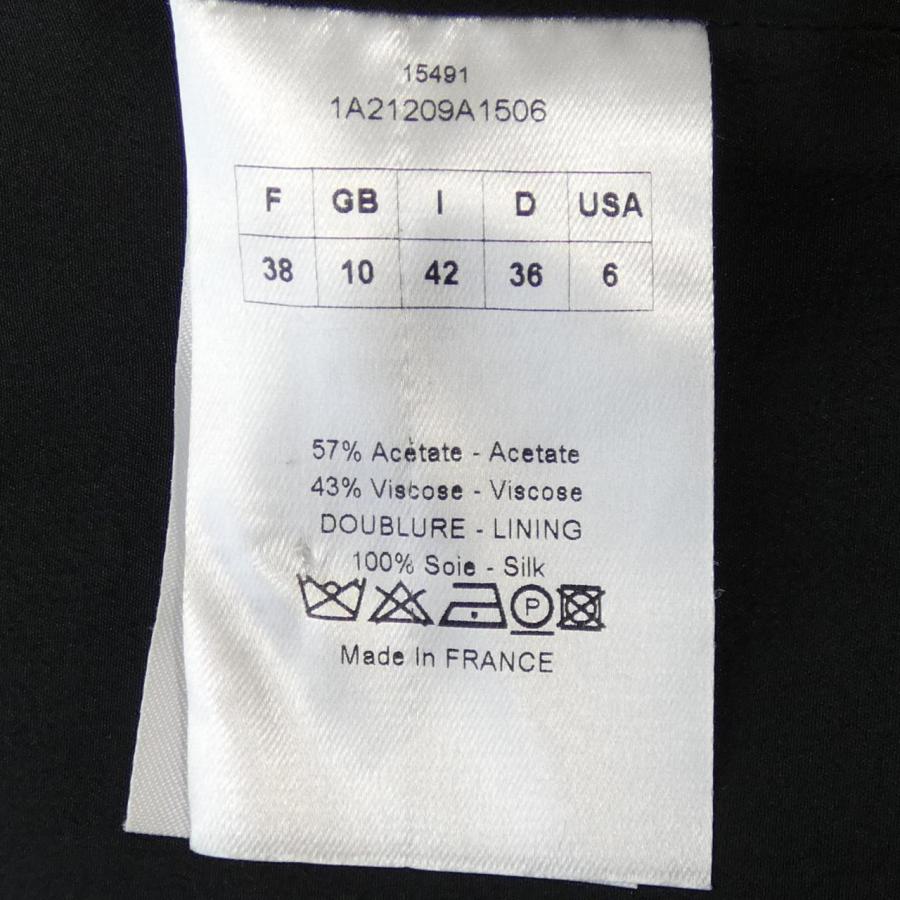 15491
1A21209A1506
F GB I D USA
38 10 42 36 6
57% Acétate - Acetate
43% Viscose - Viscose
DOUBLURE - LINING
100% Soie - Silk
P
Made In FRANCE